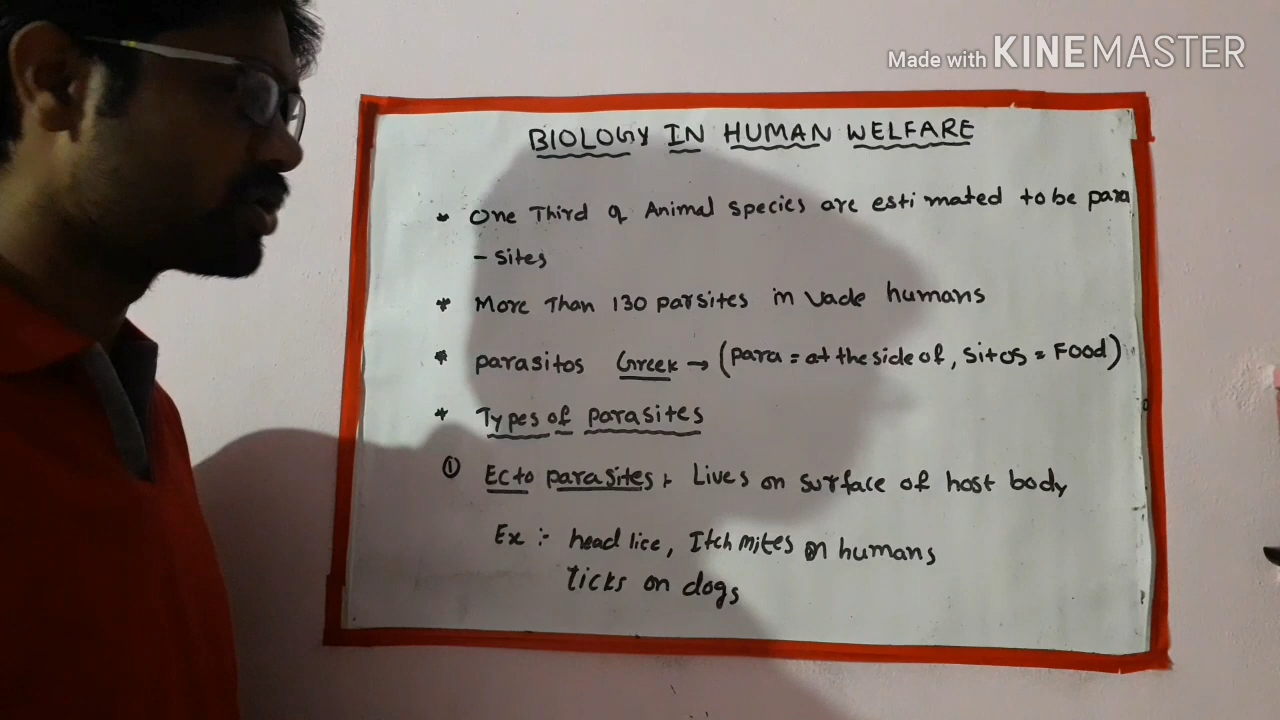 Made with KINEMASTER
BIOLOGY IN HUMAN WELFARE
* One Third of Animal species are esti mated to be para
- sites
* More Than 130 parsites in vade humans
* parasitos Greek → (para = at the side of, sitos = Food)
* Types of parasites
① Ecto parasites :- Lives on surface of host body
Ex :- head lice, Itch mites on humans
ticks on dogs